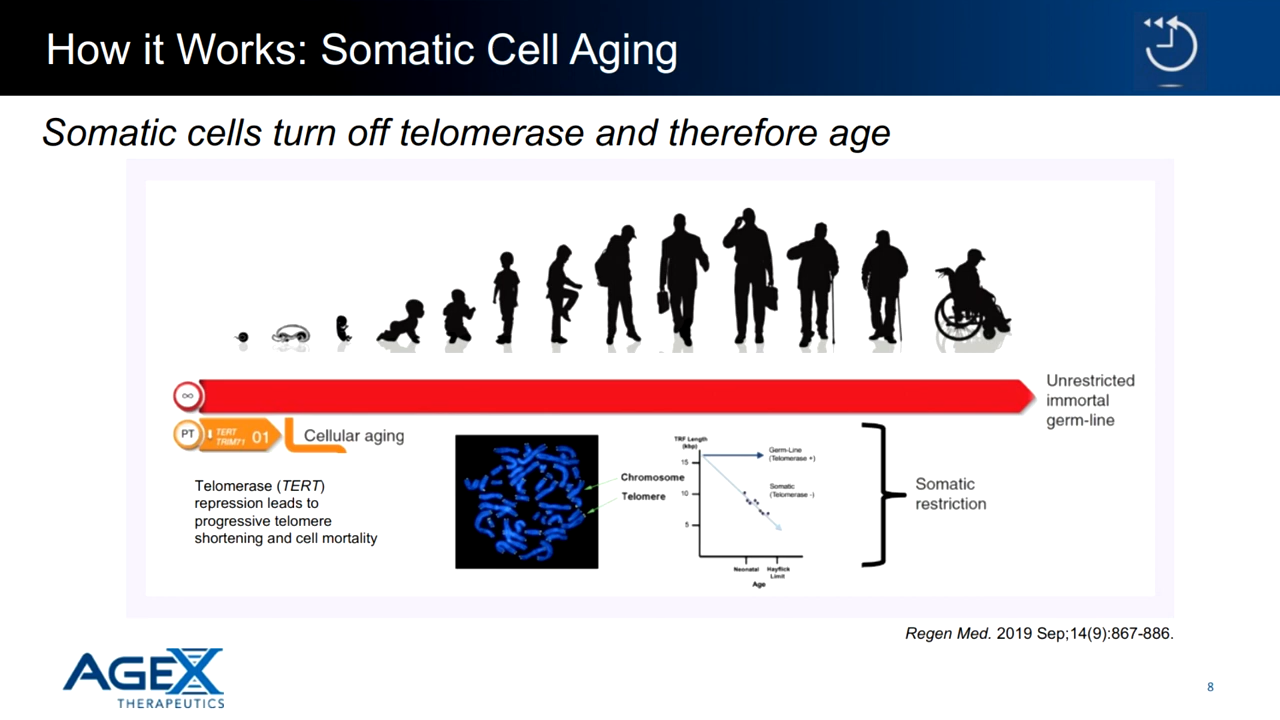 How it Works: Somatic Cell Aging
Somatic cells turn off telomerase and therefore age
∞
Unrestricted
immortal
germ-line
PT
TERT
TRIM71
01
Cellular aging
Telomerase (TERT)
repression leads to
progressive telomere
shortening and cell mortality
Chromosome
Telomere
TRF Length
(kbp)
15
10
5
Germ-Line
(Telomerase +)
Somatic
(Telomerase -)
Neonatal
Hayflick
Limit
Age
Somatic
restriction
Regen Med. 2019 Sep;14(9):867-886.
AGEX
THERAPEUTICS
8